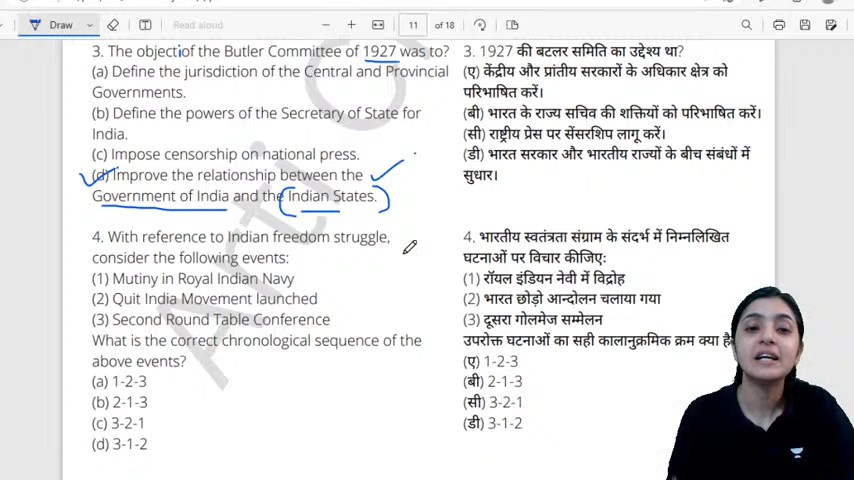 Draw
Read aloud
11
of 18
3. The objectiof the Butler Committee of 1927 was to?
(a) Define the jurisdiction of the Central and Provincial
Governments.
(b) Define the powers of the Secretary of State for
India.
(c) Impose censorship on national press.
(d) Improve the relationship between the
Government of India and the (Indian States.)
4. With reference to Indian freedom struggle,
consider the following events:
(1) Mutiny in Royal Indian Navy
(2) Quit India Movement launched
(3) Second Round Table Conference
What is the correct chronological sequence of the
above events?
(a) 1-2-3
(b) 2-1-3
(c) 3-2-1
(d) 3-1-2
3. 1927 की बटलर समिति का उद्देश्य था?
(ए) केंद्रीय और प्रांतीय सरकारों के अधिकार क्षेत्र को
परिभाषित करें।
(बी) भारत के राज्य सचिव की शक्तियों को परिभाषित करें।
(सी) राष्ट्रीय प्रेस पर सेंसरशिप लागू करें।
(डी) भारत सरकार और भारतीय राज्यों के बीच संबंधों में
सुधार।
4. भारतीय स्वतंत्रता संग्राम के संदर्भ में निम्नलिखित
घटनाओं पर विचार कीजिए:
(1) रॉयल इंडियन नेवी में विद्रोह
(2) भारत छोड़ो आन्दोलन चलाया गया
(3) दूसरा गोलमेज सम्मेलन
उपरोक्त घटनाओं का सही कालानुक्रमिक क्रम क्या है
(ए) 1-2-3
(बी) 2-1-3
(सी) 3-2-1
(डी) 3-1-2
Arti